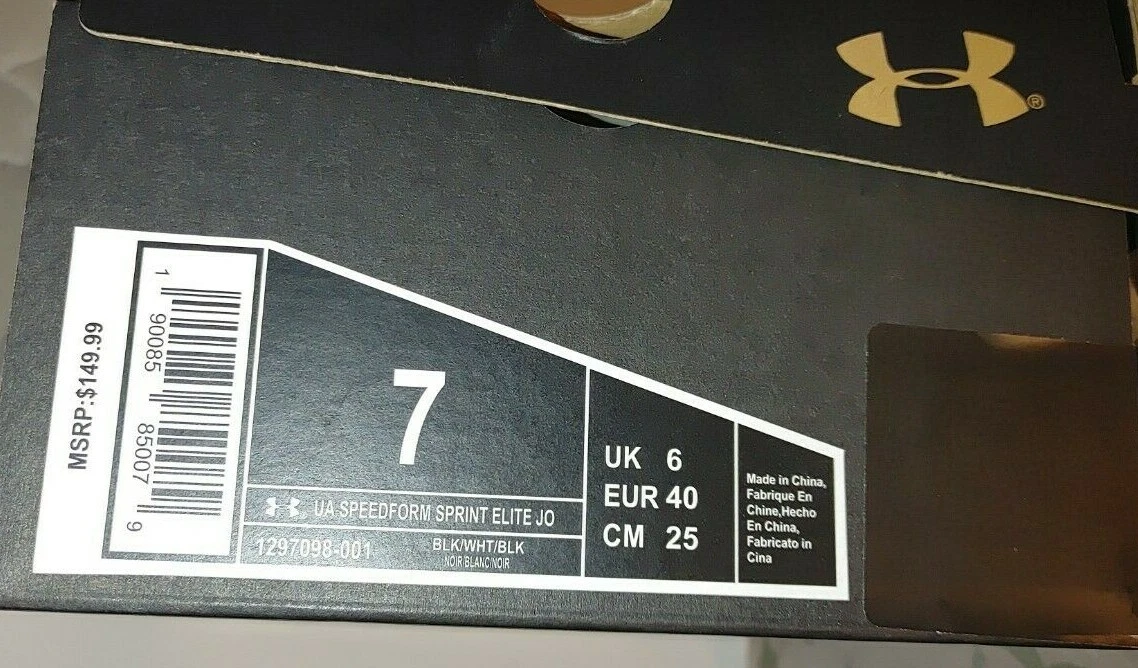 ®
MSRP:$149.99
1 90085 85007 9
7
UA SPEEDFORM SPRINT ELITE JO
1297098-001
BLK/WHT/BLK
NOIR/BLANC/NOIR
UK 6
EUR 40
CM 25
Made in China,
Fabrique En
Chine,Hecho
En China,
Fabricato in
Cina